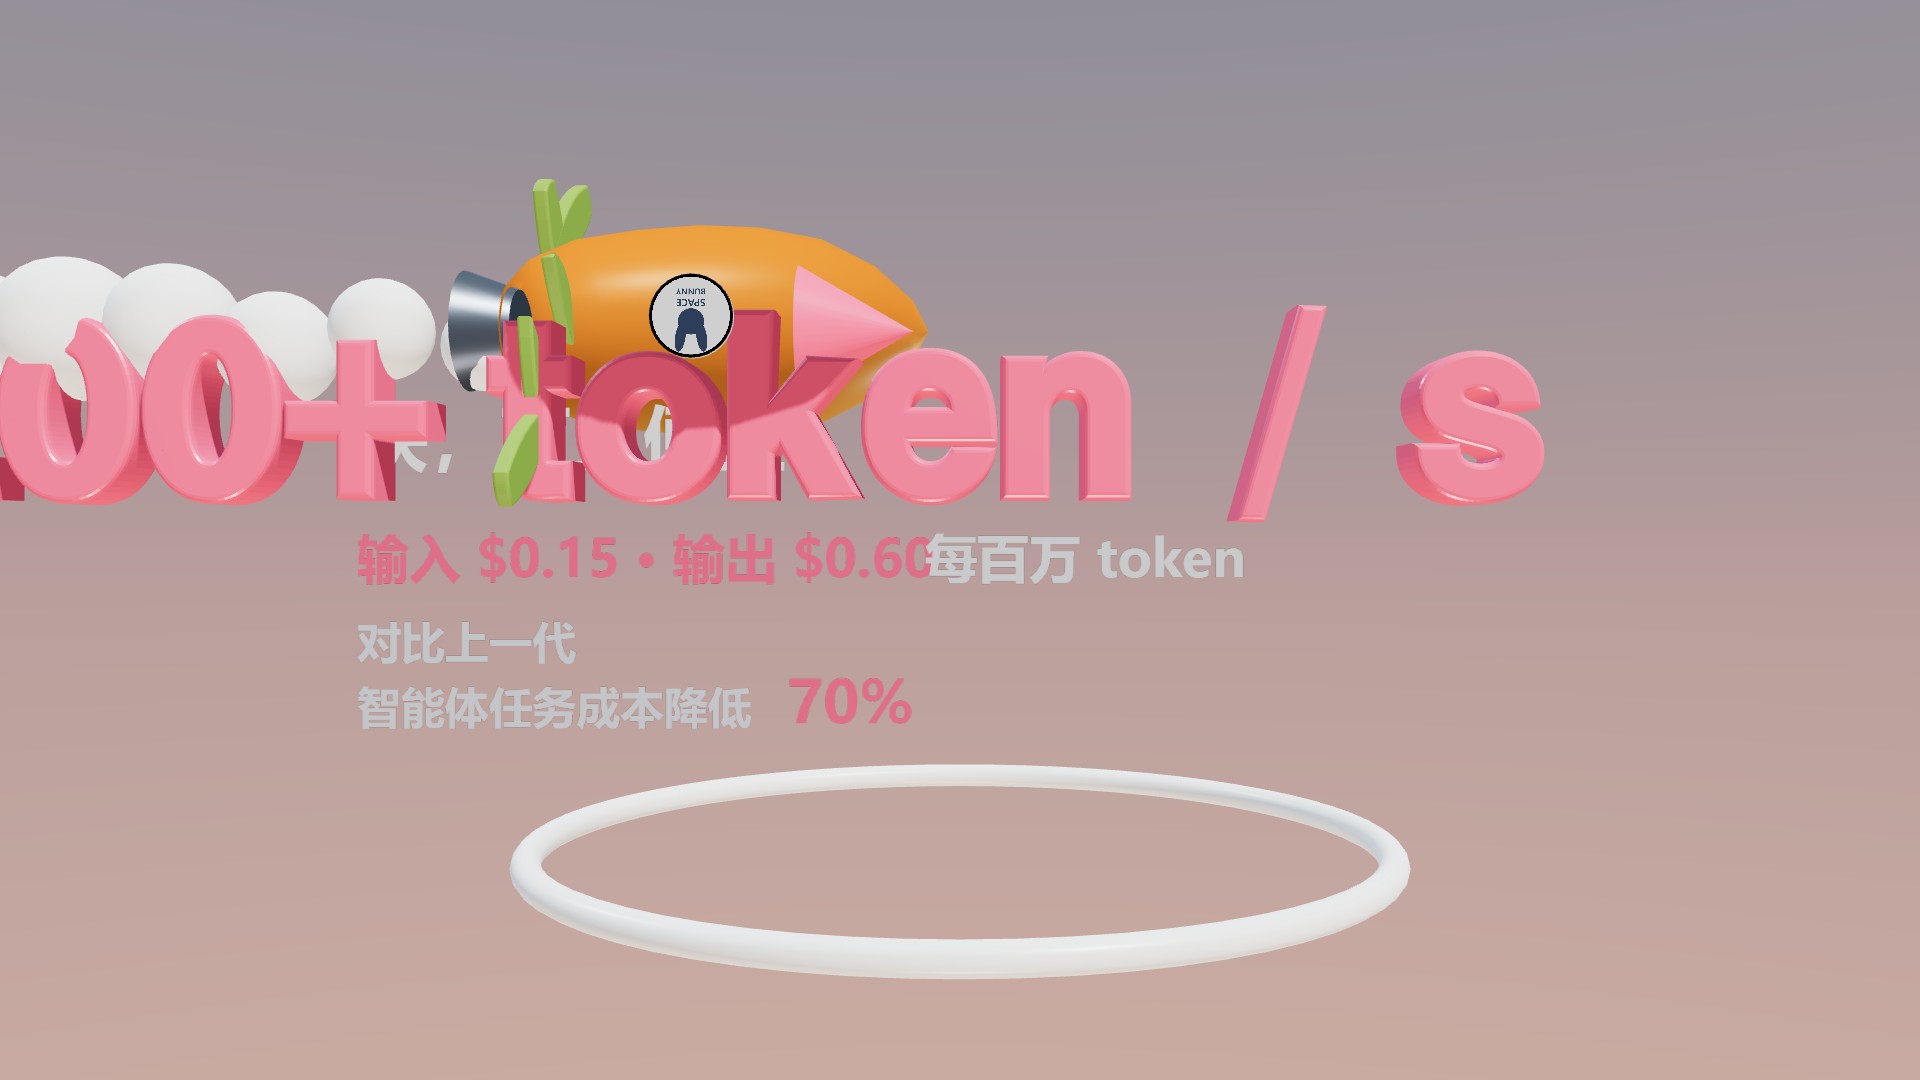 SPACE
BUNNY
00+ token / s
输入 $0.15 • 输出 $0.60 每百万 token
对比上一代
智能体任务成本降低 70%